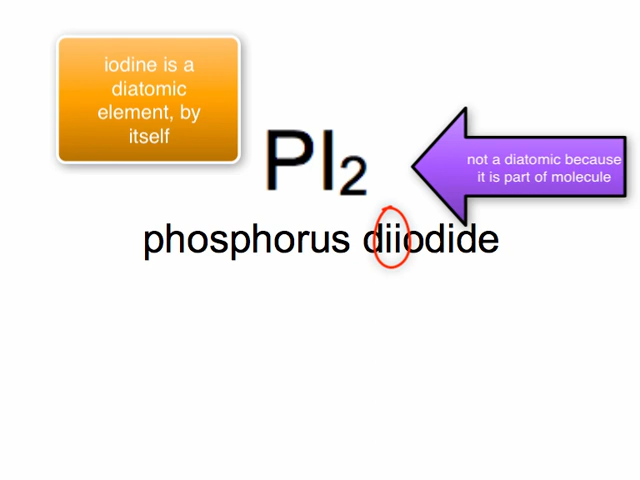 iodine is a
diatomic
element, by
itself
PI₂
not a diatomic because
it is part of molecule
phosphorus diiodide